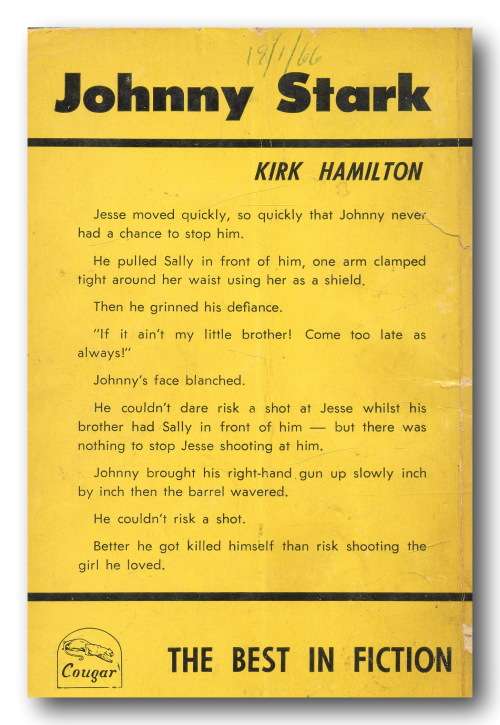 19/1/66
Johnny Stark
KIRK HAMILTON
Jesse moved quickly, so quickly that Johnny never
had a chance to stop him.
He pulled Sally in front of him, one arm clamped
tight around her waist using her as a shield.
Then he grinned his defiance.
"If it ain't my little brother! Come too late as
always!"
Johnny's face blanched.
He couldn't dare risk a shot at Jesse whilst his
brother had Sally in front of him — but there was
nothing to stop Jesse shooting at him.
Johnny brought his right-hand gun up slowly inch
by inch then the barrel wavered.
He couldn't risk a shot.
Better he got killed himself than risk shooting the
girl he loved.
Cougar
THE BEST IN FICTION